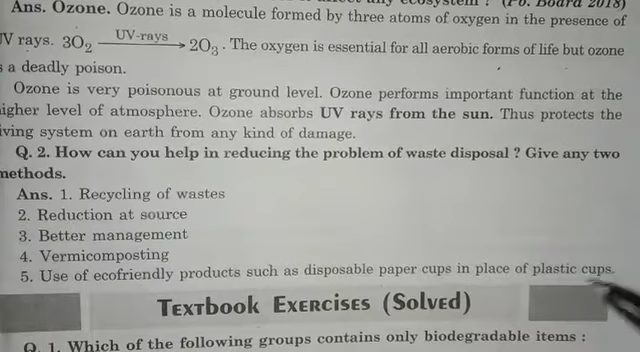 any ecosystem ? (Pb. Board 2018)
Ans. Ozone. Ozone is a molecule formed by three atoms of oxygen in the presence of
UV rays. 3O₂ UV-rays → 2O₃. The oxygen is essential for all aerobic forms of life but ozone
s a deadly poison.
Ozone is very poisonous at ground level. Ozone performs important function at the
igher level of atmosphere. Ozone absorbs UV rays from the sun. Thus protects the
iving system on earth from any kind of damage.
Q. 2. How can you help in reducing the problem of waste disposal ? Give any two
methods.
Ans. 1. Recycling of wastes
2. Reduction at source
3. Better management
4. Vermicomposting
5. Use of ecofriendly products such as disposable paper cups in place of plastic cups.
TEXTBOOK EXERCISES (SOLVED)
Q. 1. Which of the following groups contains only biodegradable items :